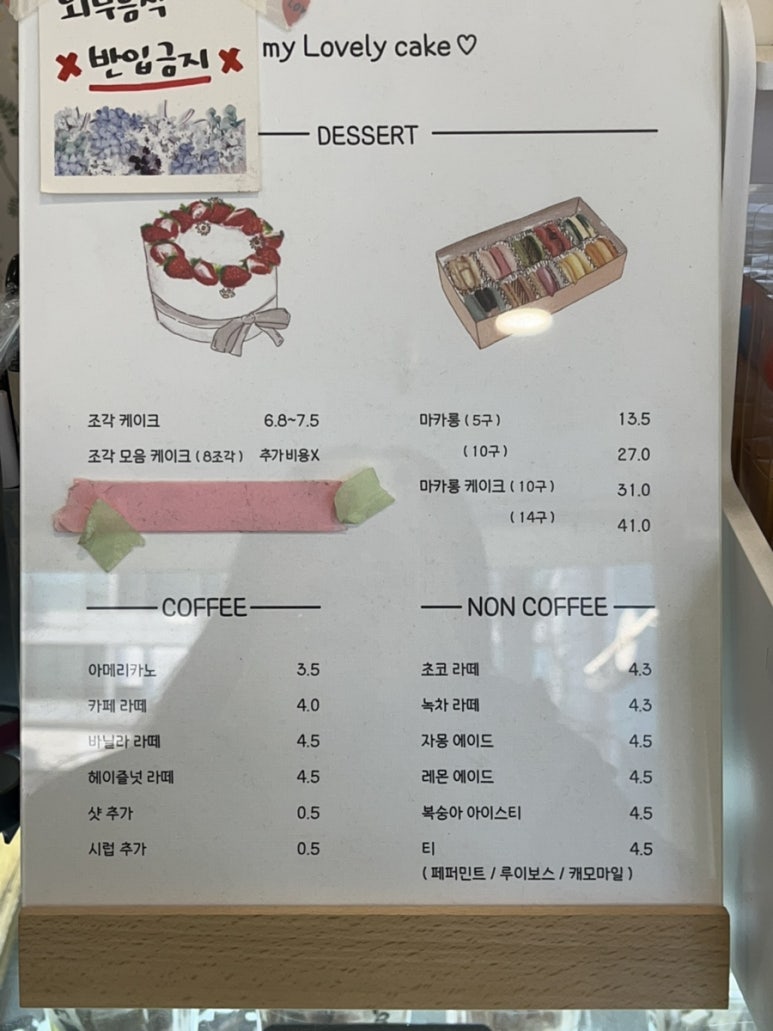 외부음식
✗ 반입금지 ✗
my Lovely cake ♡
DESSERT
조각 케이크 6.8~7.5
조각 모음 케이크 (8조각) 추가비용X
마카롱 (5구) 13.5
(10구) 27.0
마카롱 케이크 (10구) 31.0
(14구) 41.0
COFFEE
아메리카노 3.5
카페 라떼 4.0
바닐라 라떼 4.5
헤이즐넛 라떼 4.5
샷 추가 0.5
시럽 추가 0.5
NON COFFEE
초코 라떼 4.3
녹차 라떼 4.3
자몽 에이드 4.5
레몬 에이드 4.5
복숭아 아이스티 4.5
티 4.5
(페퍼민트 / 루이보스 / 캐모마일)